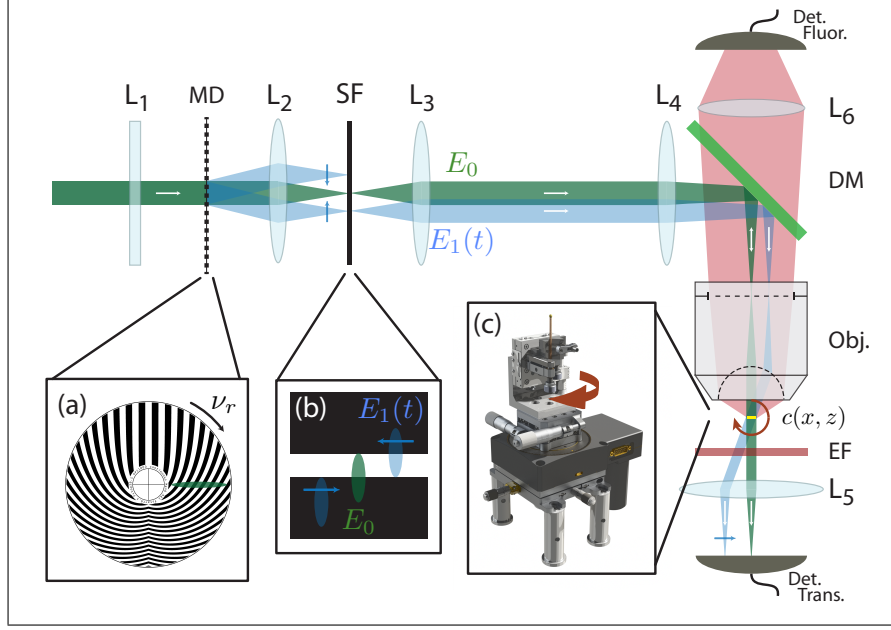 Det.
Fluor.
L1
MD
L2
SF
L3
L4
L6
DM
E0
E1(t)
Obj.
(a)
νr
(b)
E1(t)
E0
(c)
c(x, z)
EF
L5
Det.
Trans.